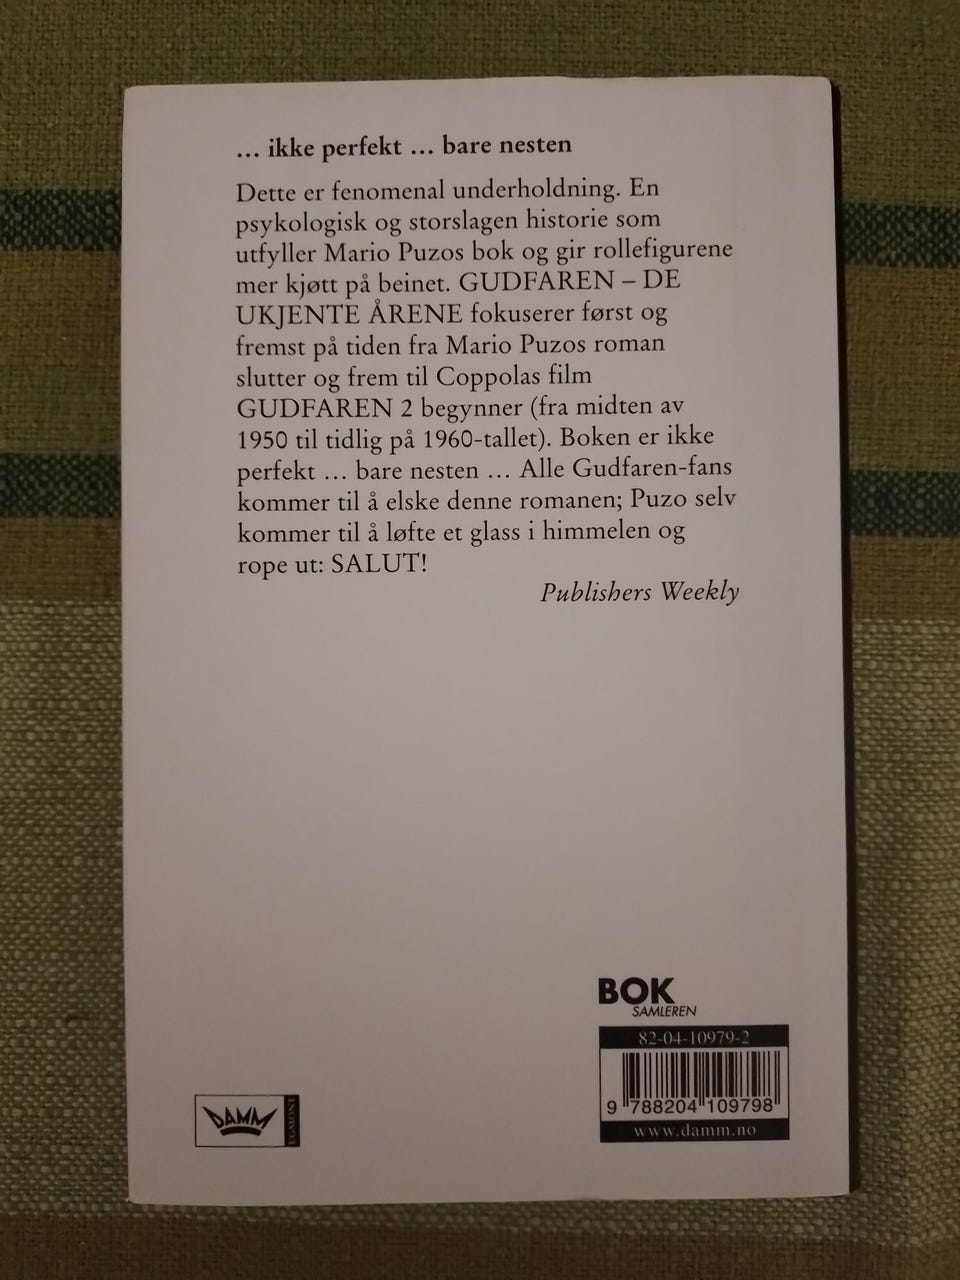 ... ikke perfekt ... bare nesten
Dette er fenomenal underholdning. En
psykologisk og storslagen historie som
utfyller Mario Puzos bok og gir rollefigurene
mer kjøtt på beinet. GUDFAREN – DE
UKJENTE ÅRENE fokuserer først og
fremst på tiden fra Mario Puzos roman
slutter og frem til Coppolas film
GUDFAREN 2 begynner (fra midten av
1950 til tidlig på 1960-tallet). Boken er ikke
perfekt ... bare nesten ... Alle Gudfaren-fans
kommer til å elske denne romanen; Puzo selv
kommer til å løfte et glass i himmelen og
rope ut: SALUT!
Publishers Weekly
BOK
SAMLEREN
82-04-10979-2
9 788204 109798
www.damm.no
DAMM
EGMONT